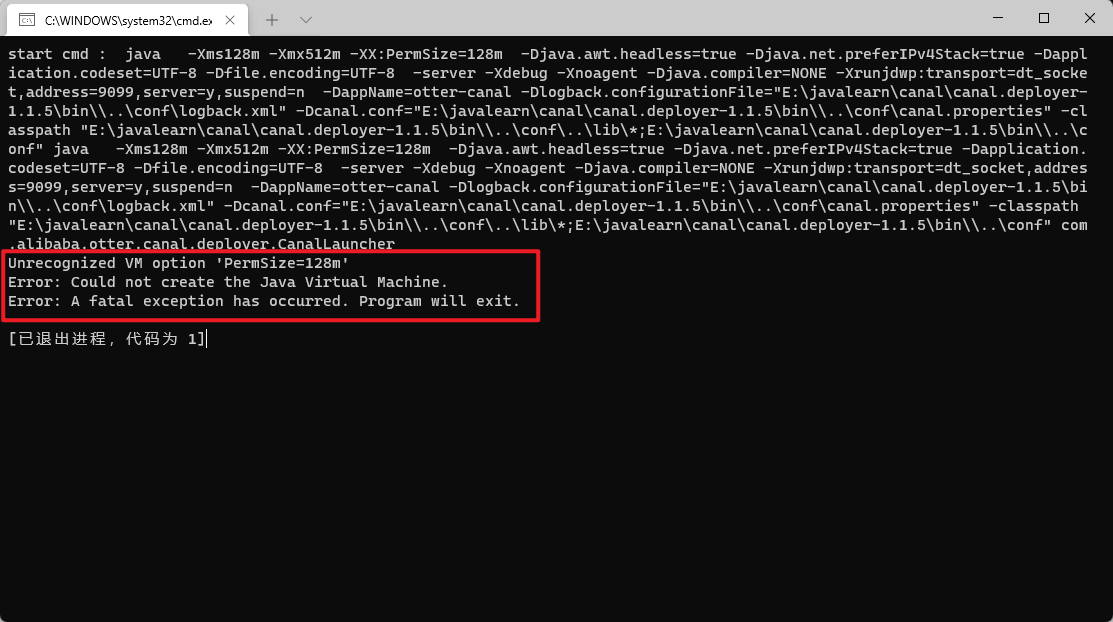 C:\WINDOWS\system32\cmd.ex
start cmd :  java   -Xms128m -Xmx512m -XX:PermSize=128m  -Djava.awt.headless=true -Djava.net.preferIPv4Stack=true -Dappl
ication.codeset=UTF-8 -Dfile.encoding=UTF-8  -server -Xdebug -Xnoagent -Djava.compiler=NONE -Xrunjdwp:transport=dt_socke
t,address=9099,server=y,suspend=n  -DappName=otter-canal -Dlogback.configurationFile="E:\javalearn\canal\canal.deployer-
1.1.5\bin\\..\conf\logback.xml" -Dcanal.conf="E:\javalearn\canal\canal.deployer-1.1.5\bin\\..\conf\canal.properties" -cl
asspath "E:\javalearn\canal\canal.deployer-1.1.5\bin\\..\conf\..\lib\*;E:\javalearn\canal\canal.deployer-1.1.5\bin\\..\c
onf" java   -Xms128m -Xmx512m -XX:PermSize=128m  -Djava.awt.headless=true -Djava.net.preferIPv4Stack=true -Dapplication.
codeset=UTF-8 -Dfile.encoding=UTF-8  -server -Xdebug -Xnoagent -Djava.compiler=NONE -Xrunjdwp:transport=dt_socket,addres
s=9099,server=y,suspend=n  -DappName=otter-canal -Dlogback.configurationFile="E:\javalearn\canal\canal.deployer-1.1.5\bi
n\\..\conf\logback.xml" -Dcanal.conf="E:\javalearn\canal\canal.deployer-1.1.5\bin\\..\conf\canal.properties" -classpath
"E:\javalearn\canal\canal.deployer-1.1.5\bin\\..\conf\..\lib\*;E:\javalearn\canal\canal.deployer-1.1.5\bin\\..\conf" com
.alibaba.otter.canal.deployer.CanalLauncher
Unrecognized VM option 'PermSize=128m'
Error: Could not create the Java Virtual Machine.
Error: A fatal exception has occurred. Program will exit.
[已退出进程，代码为 1]